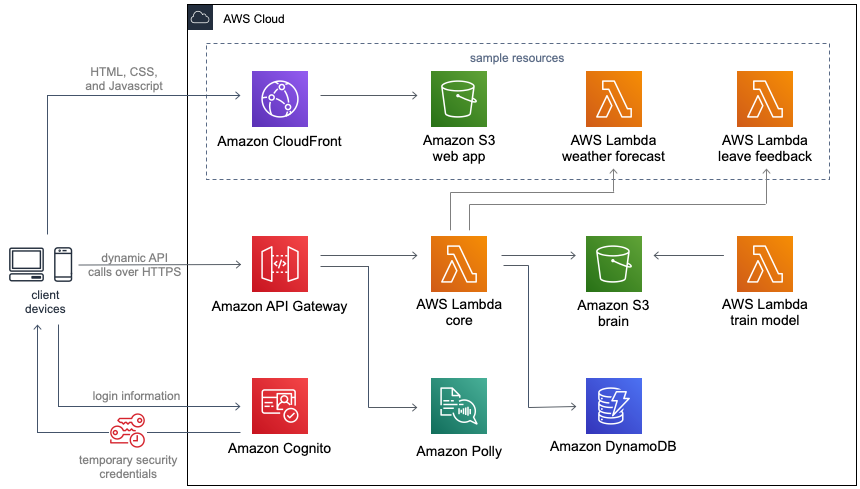 AWS Cloud
sample resources
HTML, CSS,
and Javascript
Amazon CloudFront
Amazon S3
web app
AWS Lambda
weather forecast
AWS Lambda
leave feedback
dynamic API
calls over HTTPS
client
devices
</>
Amazon API Gateway
AWS Lambda
core
Amazon S3
brain
AWS Lambda
train model
login information
Amazon Cognito
Amazon Polly
Amazon DynamoDB
temporary security
credentials